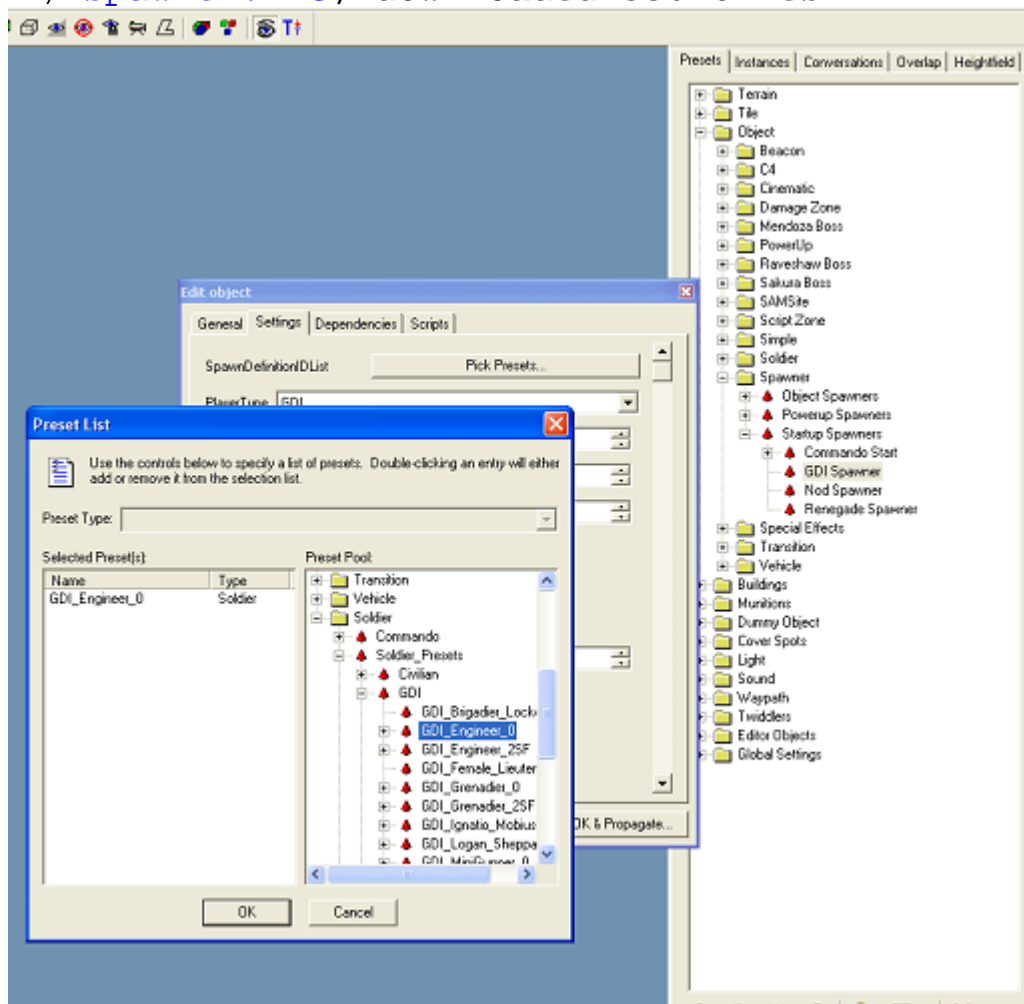 Presets Instances Conversations Overlap Heightfield
Terrain
Tile
Object
Beacon
C4
Cinematic
Damage Zone
Mendoza Boss
PowerUp
Raveshaw Boss
Sakura Boss
SAMSite
Script Zone
Simple
Soldier
Spawner
Object Spawners
Powerup Spawners
Startup Spawners
Commando Start
GDI Spawner
Nod Spawner
Renegade Spawner
Special Effects
Transition
Vehicle
Buildings
Munitions
Dummy Object
Cover Spots
Light
Sound
Waypath
Twiddlers
Editor Objects
Global Settings
Edit object
General Settings Dependencies Scripts
SpawnDefinitionIDList Pick Presets...
PlayerType GDI
OK & Propagate...
Preset List
Use the controls below to specify a list of presets. Double-clicking an entry will either
add or remove it from the selection list.
Preset Type:
Selected Preset(s): Preset Pool:
Name Type
GDI_Engineer_0 Soldier
Transition
Vehicle
Soldier
Commando
Soldier_Presets
Civilian
GDI
GDI_Brigadier_Lock
GDI_Engineer_0
GDI_Engineer_2SF
GDI_Female_Lieuter
GDI_Grenadier_0
GDI_Grenadier_2SF
GDI_Ignatio_Mobius
GDI_Logan_Sheppa
GDI_MiniGunner_0
OK Cancel